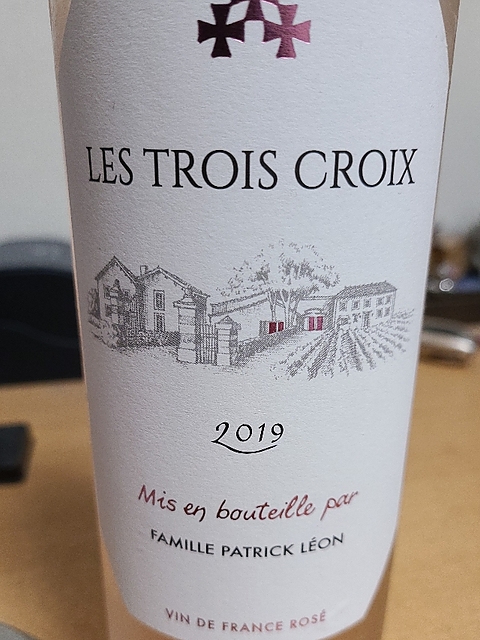 LES TROIS CROIX
2019
Mis en bouteille par
FAMILLE PATRICK LÉON
VIN DE FRANCE ROSÉ